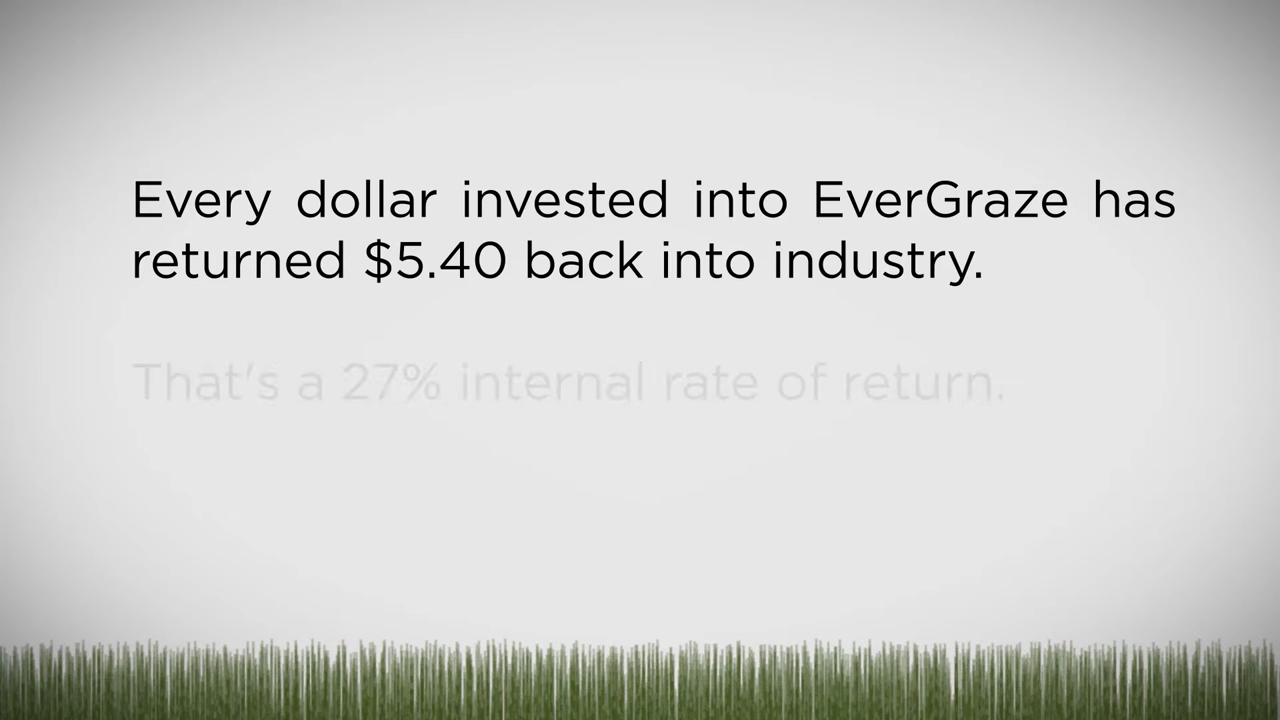 Every dollar invested into EverGraze has
returned $5.40 back into industry.
That's a 27% internal rate of return.